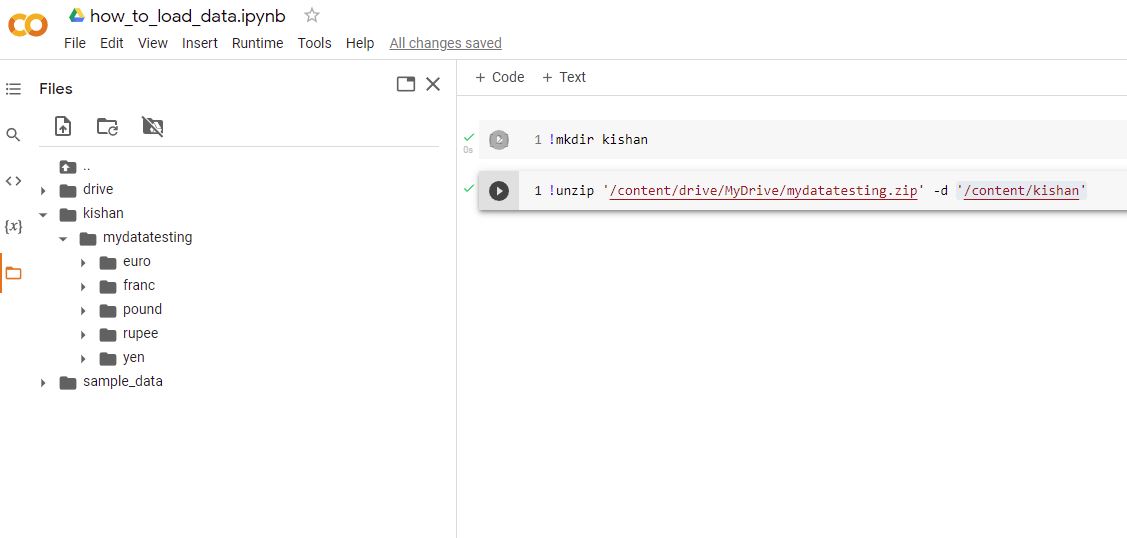 how_to_load_data.ipynb
File Edit View Insert Runtime Tools Help All changes saved
Files
+ Code + Text
..
drive
kishan
mydatatesting
euro
franc
pound
rupee
yen
sample_data
{x}
0s
1 !mkdir kishan
1 !unzip '/content/drive/MyDrive/mydatatesting.zip' -d '/content/kishan'